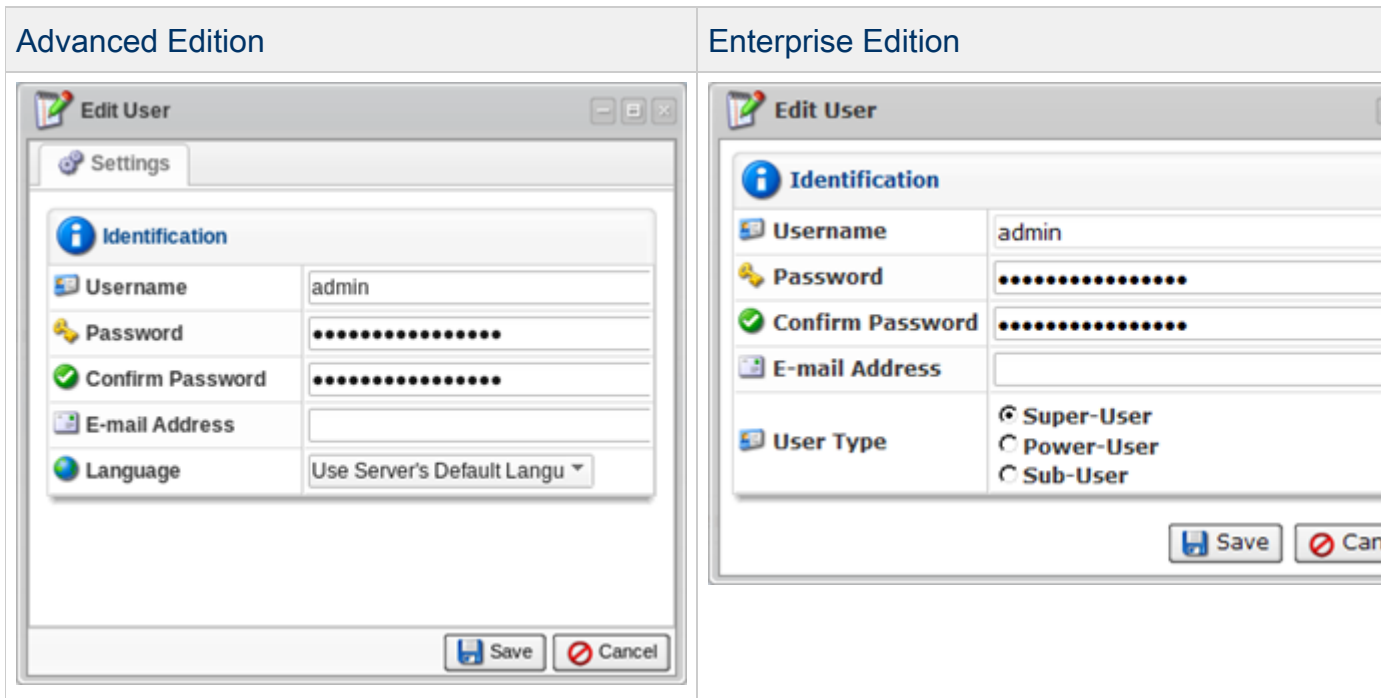 Advanced Edition
Edit User
Settings
Identification
Username admin
Password ••••••••••••••••
Confirm Password ••••••••••••••••
E-mail Address
Language Use Server's Default Langu
Save Cancel
Enterprise Edition
Edit User
Identification
Username admin
Password ••••••••••••••••
Confirm Password ••••••••••••••••
E-mail Address
User Type
Super-User
Power-User
Sub-User
Save Can